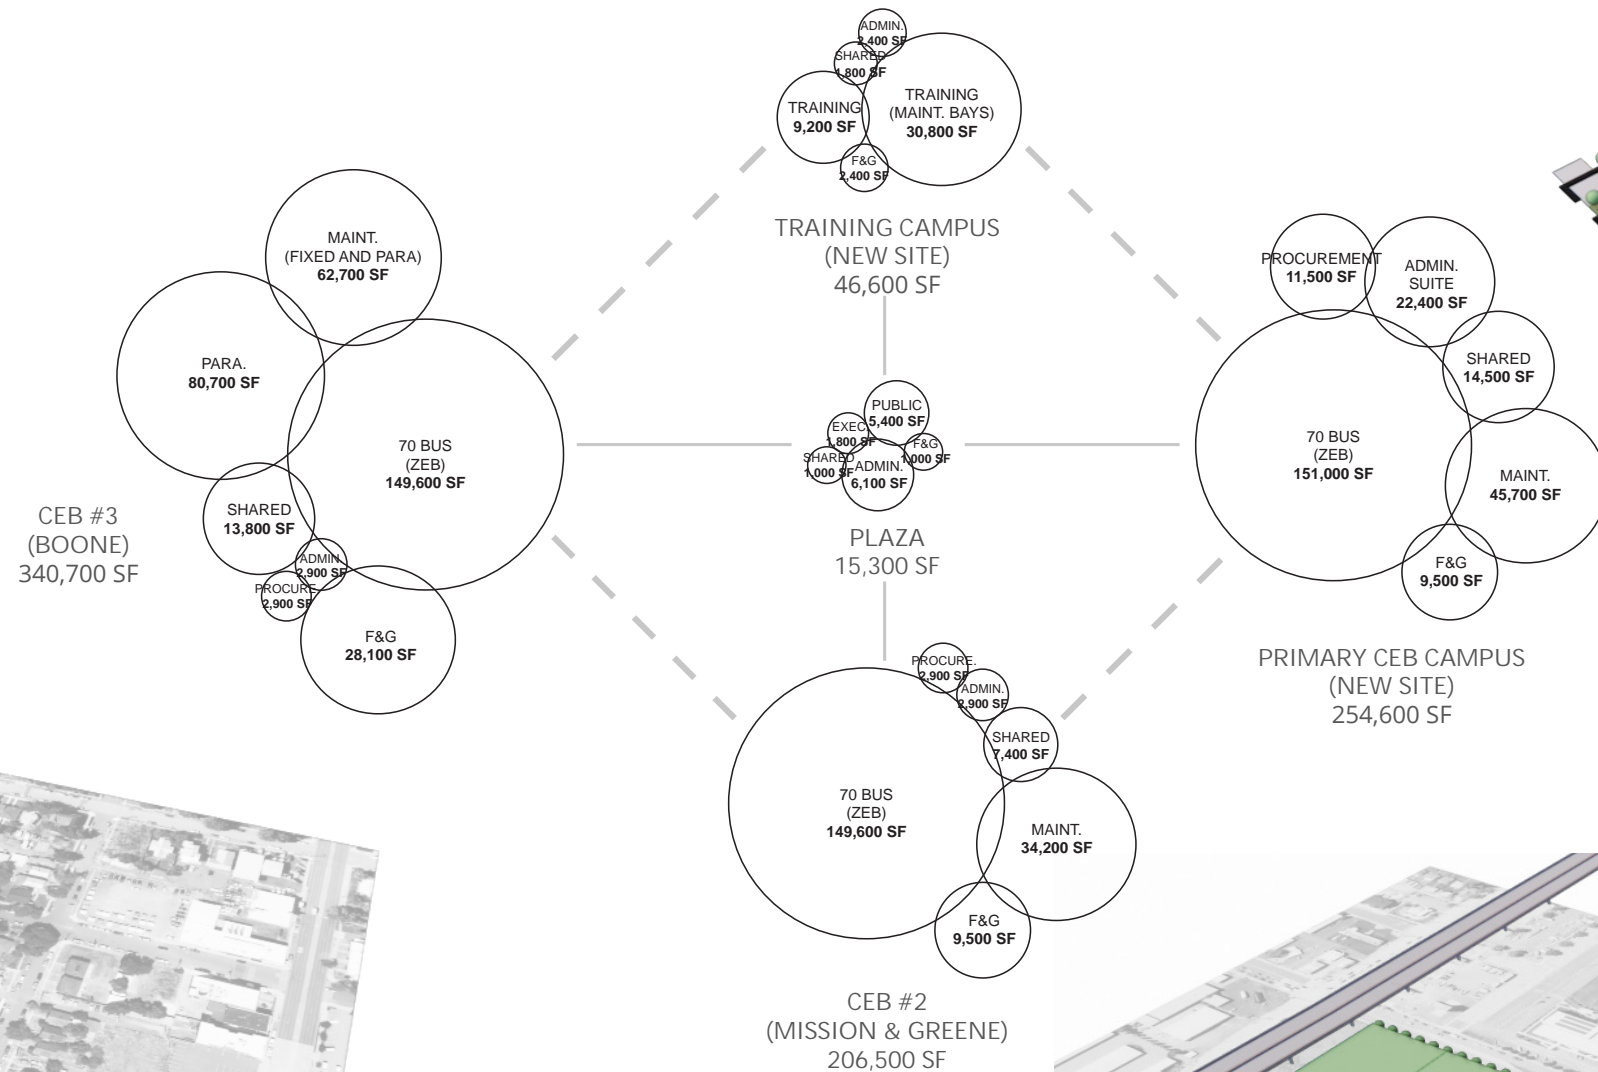 ADMIN.
2,400 SF
SHARED
1,800 SF
TRAINING
9,200 SF
TRAINING
(MAINT. BAYS)
30,800 SF
F&G
2,400 SF
TRAINING CAMPUS
(NEW SITE)
46,600 SF
MAINT.
(FIXED AND PARA)
62,700 SF
PARA.
80,700 SF
70 BUS
(ZEB)
149,600 SF
SHARED
13,800 SF
ADMIN.
2,900 SF
PROCURE.
2,900 SF
F&G
28,100 SF
CEB #3
(BOONE)
340,700 SF
PUBLIC
5,400 SF
EXEC.
1,800 SF
F&G
1,000 SF
SHARED
1,000 SF
ADMIN.
6,100 SF
PLAZA
15,300 SF
PROCUREMENT
11,500 SF
ADMIN.
SUITE
22,400 SF
SHARED
14,500 SF
70 BUS
(ZEB)
151,000 SF
MAINT.
45,700 SF
F&G
9,500 SF
PRIMARY CEB CAMPUS
(NEW SITE)
254,600 SF
PROCURE.
2,900 SF
ADMIN.
2,900 SF
SHARED
7,400 SF
70 BUS
(ZEB)
149,600 SF
MAINT.
34,200 SF
F&G
9,500 SF
CEB #2
(MISSION & GREENE)
206,500 SF